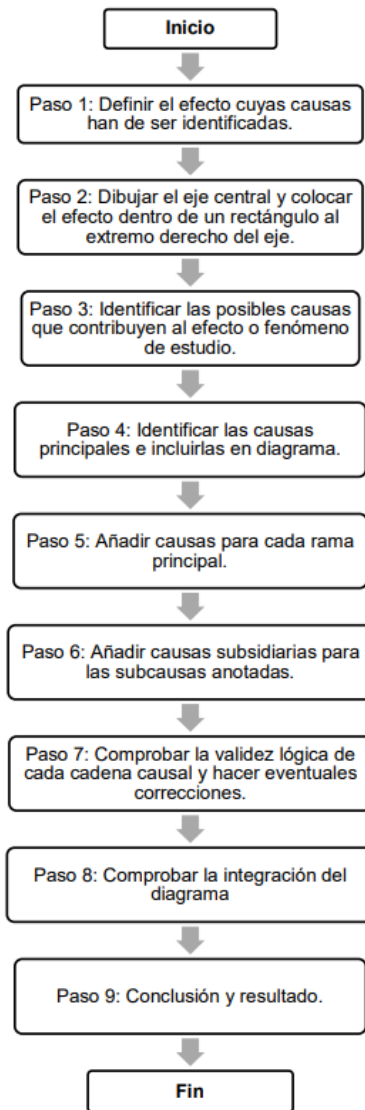 Inicio
Paso 1: Definir el efecto cuyas causas
han de ser identificadas.
Paso 2: Dibujar el eje central y colocar
el efecto dentro de un rectángulo al
extremo derecho del eje.
Paso 3: Identificar las posibles causas
que contribuyen al efecto o fenómeno
de estudio.
Paso 4: Identificar las causas
principales e incluirlas en diagrama.
Paso 5: Añadir causas para cada rama
principal.
Paso 6: Añadir causas subsidiarias para
las subcausas anotadas.
Paso 7: Comprobar la validez lógica de
cada cadena causal y hacer eventuales
correcciones.
Paso 8: Comprobar la integración del
diagrama
Paso 9: Conclusión y resultado.
Fin